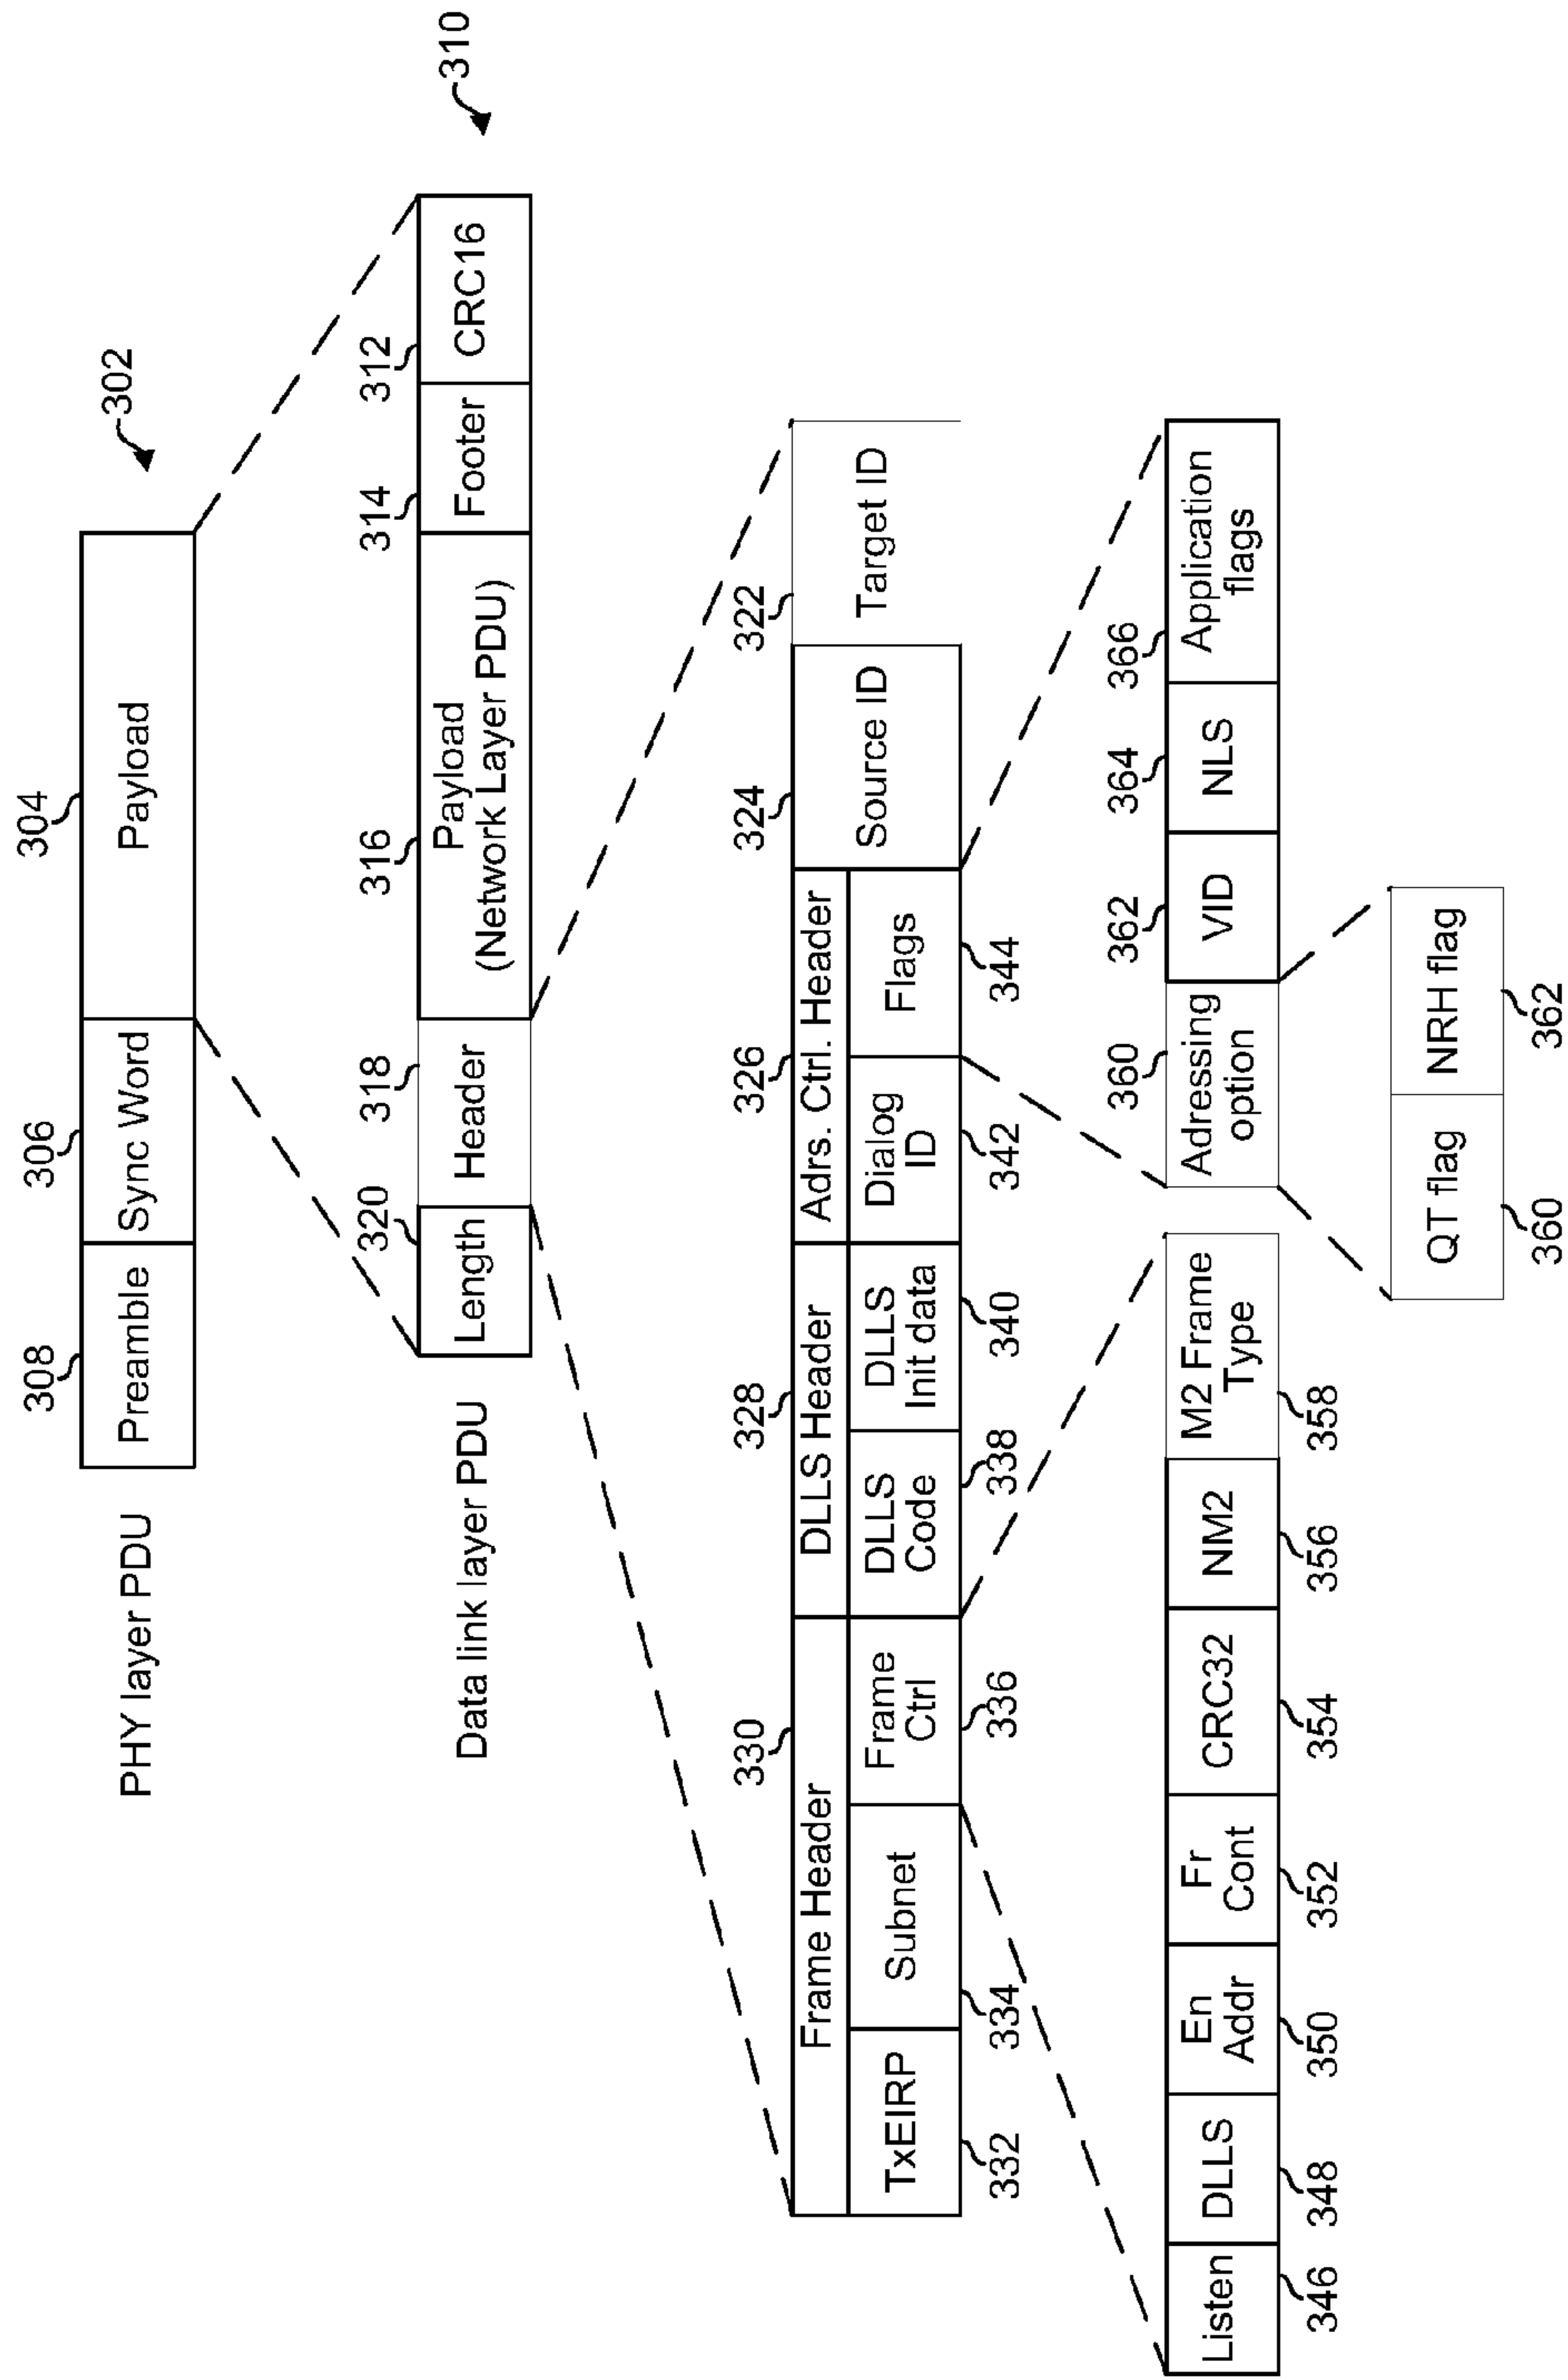 302
308
306
304
PHY layer PDU
Preamble
Sync Word
Payload
310
320
318
316
314
312
Data link layer PDU
Length
Header
Payload
(Network Layer PDU)
Footer
CRC16
330
328
326
324
322
Frame Header
DLLS Header
Adrs. Ctrl. Header
Source ID
Target ID
TxEIRP
Subnet
Frame
Ctrl
DLLS
Code
DLLS
Init data
Dialog
ID
Flags
332
334
336
338
340
342
344
Listen
DLLS
En
Addr
Fr
Cont
CRC32
NM2
M2 Frame
Type
346
348
350
352
354
356
358
360
362
364
366
Adressing
option
VID
NLS
Application
flags
QT flag
NRH flag
360
362